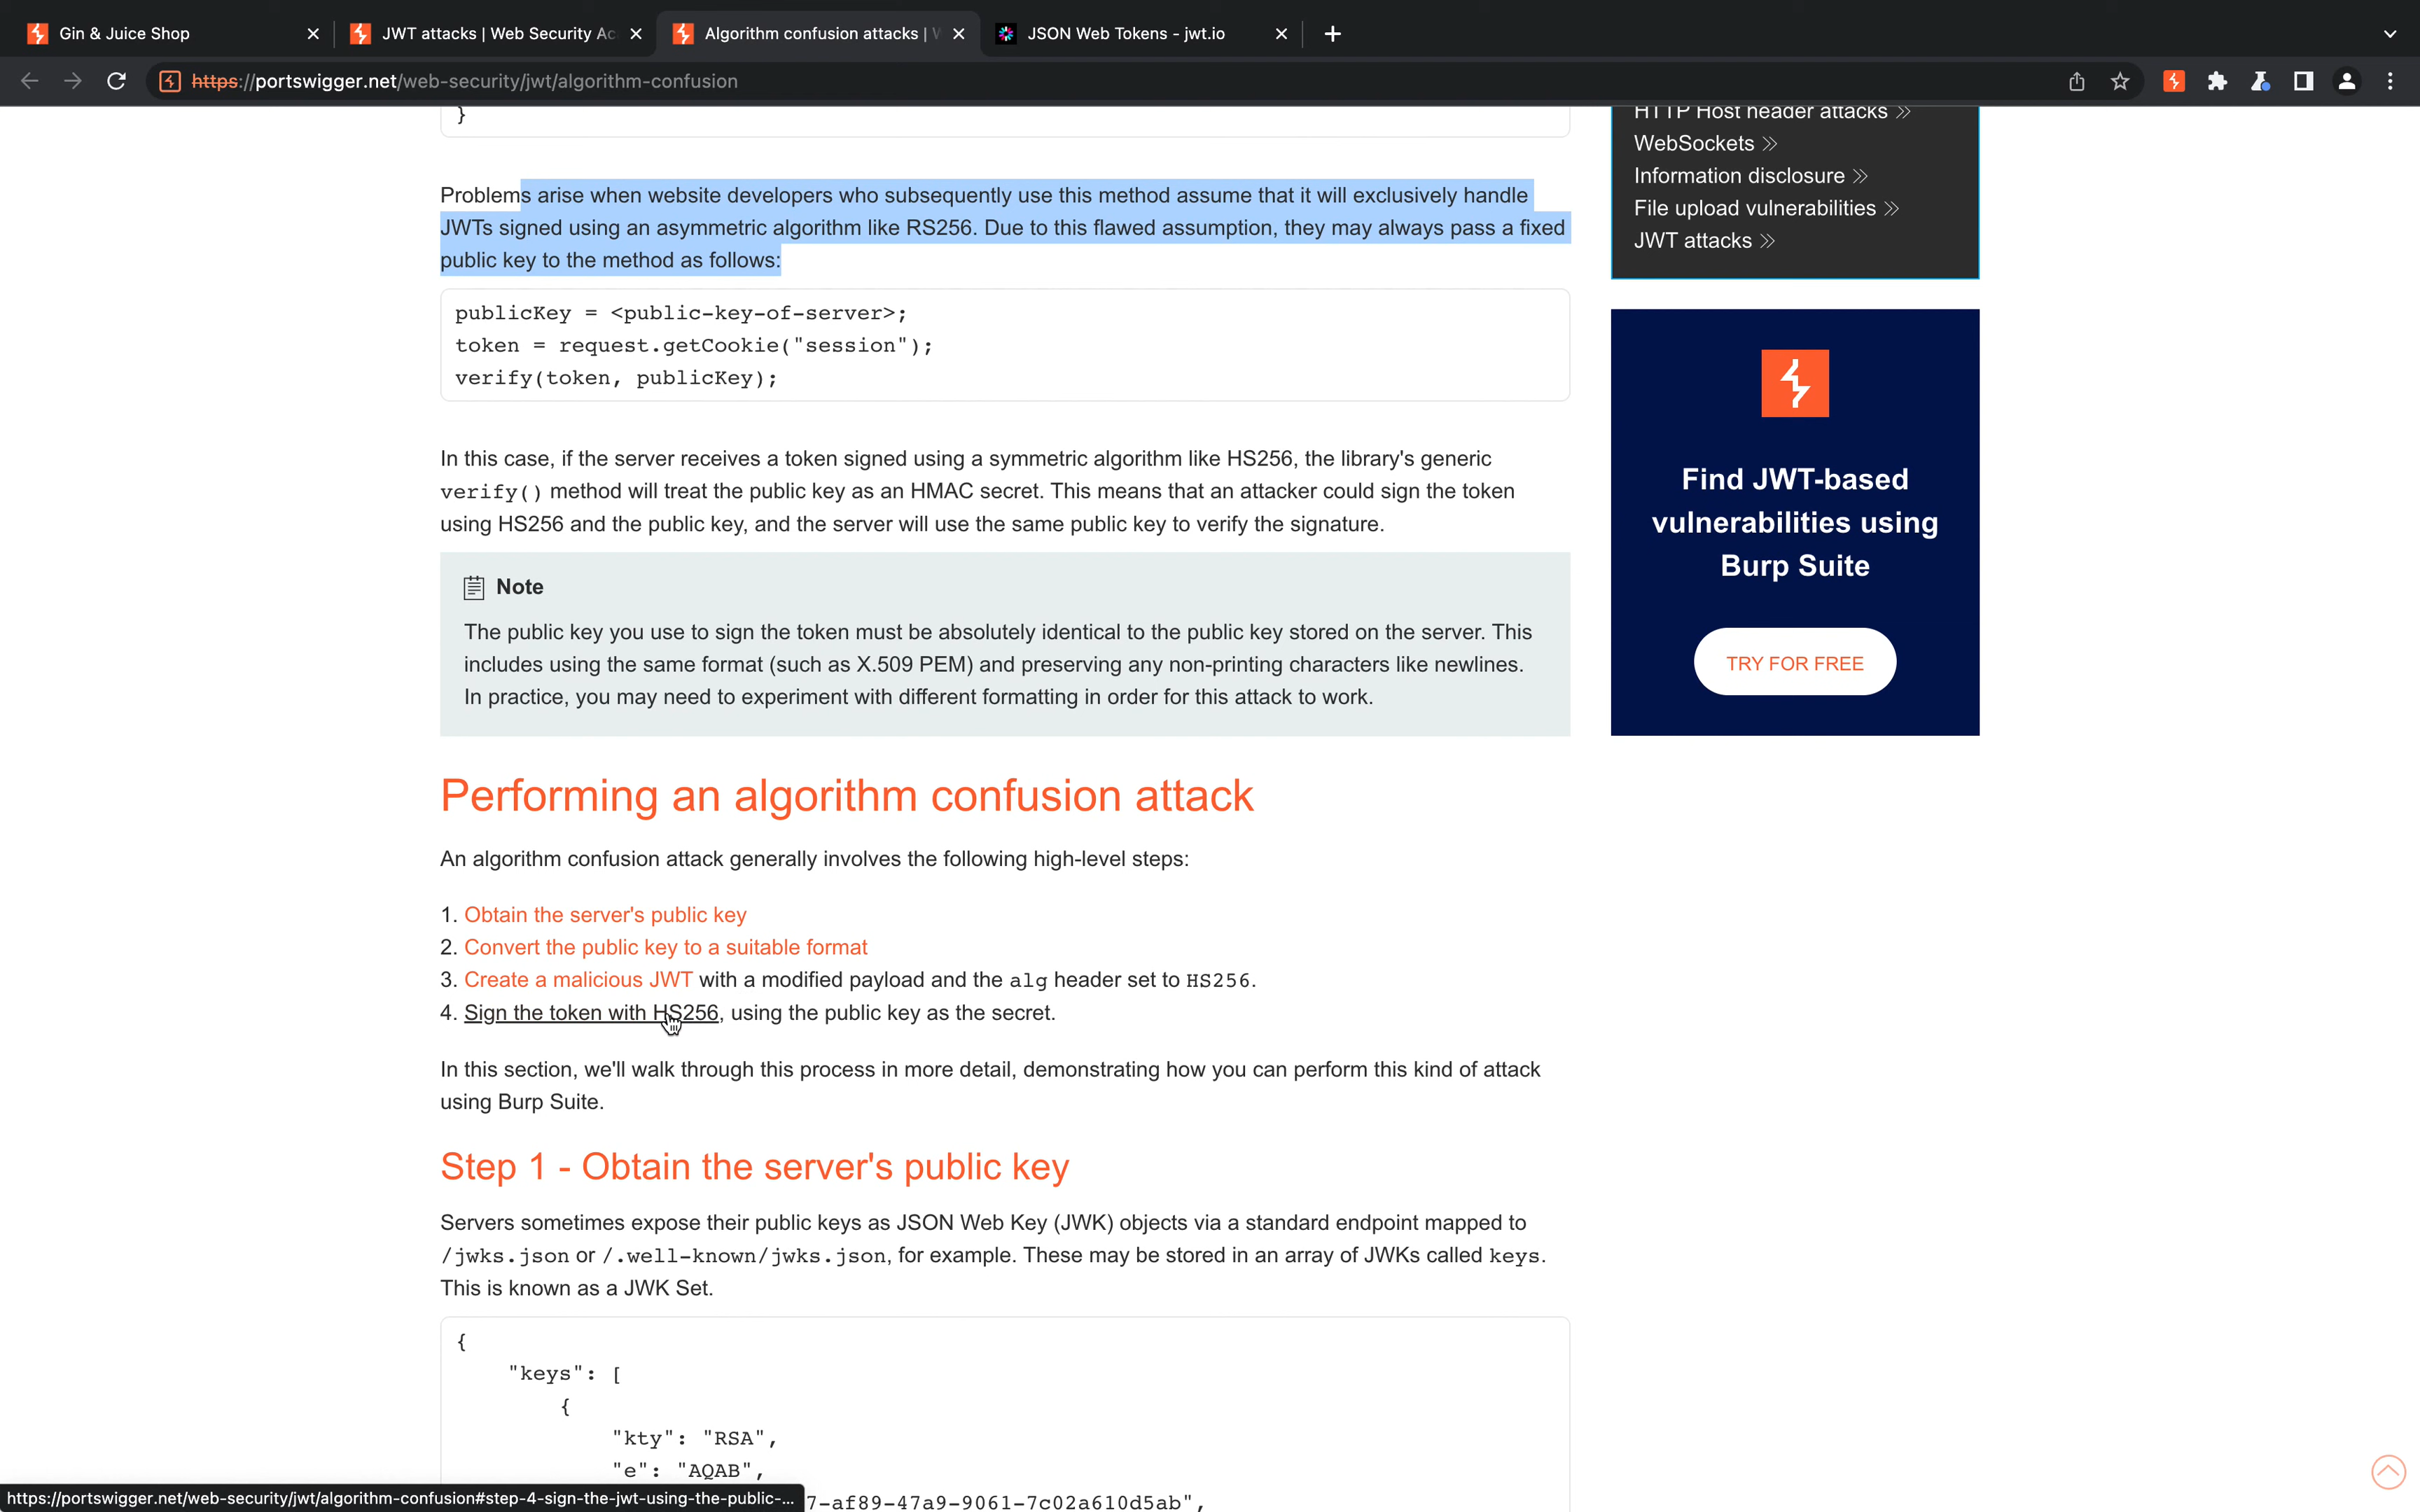 Gin & Juice Shop
JWT attacks | Web Security Ac
Algorithm confusion attacks | W
JSON Web Tokens - jwt.io
https://portswigger.net/web-security/jwt/algorithm-confusion
}
Problems arise when website developers who subsequently use this method assume that it will exclusively handle
JWTs signed using an asymmetric algorithm like RS256. Due to this flawed assumption, they may always pass a fixed
public key to the method as follows:
publicKey = <public-key-of-server>;
token = request.getCookie("session");
verify(token, publicKey);
In this case, if the server receives a token signed using a symmetric algorithm like HS256, the library's generic
verify() method will treat the public key as an HMAC secret. This means that an attacker could sign the token
using HS256 and the public key, and the server will use the same public key to verify the signature.
Note
The public key you use to sign the token must be absolutely identical to the public key stored on the server. This
includes using the same format (such as X.509 PEM) and preserving any non-printing characters like newlines.
In practice, you may need to experiment with different formatting in order for this attack to work.
Performing an algorithm confusion attack
An algorithm confusion attack generally involves the following high-level steps:
1. Obtain the server's public key
2. Convert the public key to a suitable format
3. Create a malicious JWT with a modified payload and the alg header set to HS256.
4. Sign the token with HS256, using the public key as the secret.
In this section, we'll walk through this process in more detail, demonstrating how you can perform this kind of attack
using Burp Suite.
Step 1 - Obtain the server's public key
Servers sometimes expose their public keys as JSON Web Key (JWK) objects via a standard endpoint mapped to
/jwks.json or /.well-known/jwks.json, for example. These may be stored in an array of JWKs called keys.
This is known as a JWK Set.
{
"keys": [
{
"kty": "RSA",
"e": "AQAB",
7-af89-47a9-9061-7c02a610d5ab",
HTTP Host header attacks
WebSockets
Information disclosure
File upload vulnerabilities
JWT attacks
Find JWT-based
vulnerabilities using
Burp Suite
TRY FOR FREE
https://portswigger.net/web-security/jwt/algorithm-confusion#step-4-sign-the-jwt-using-the-public-...